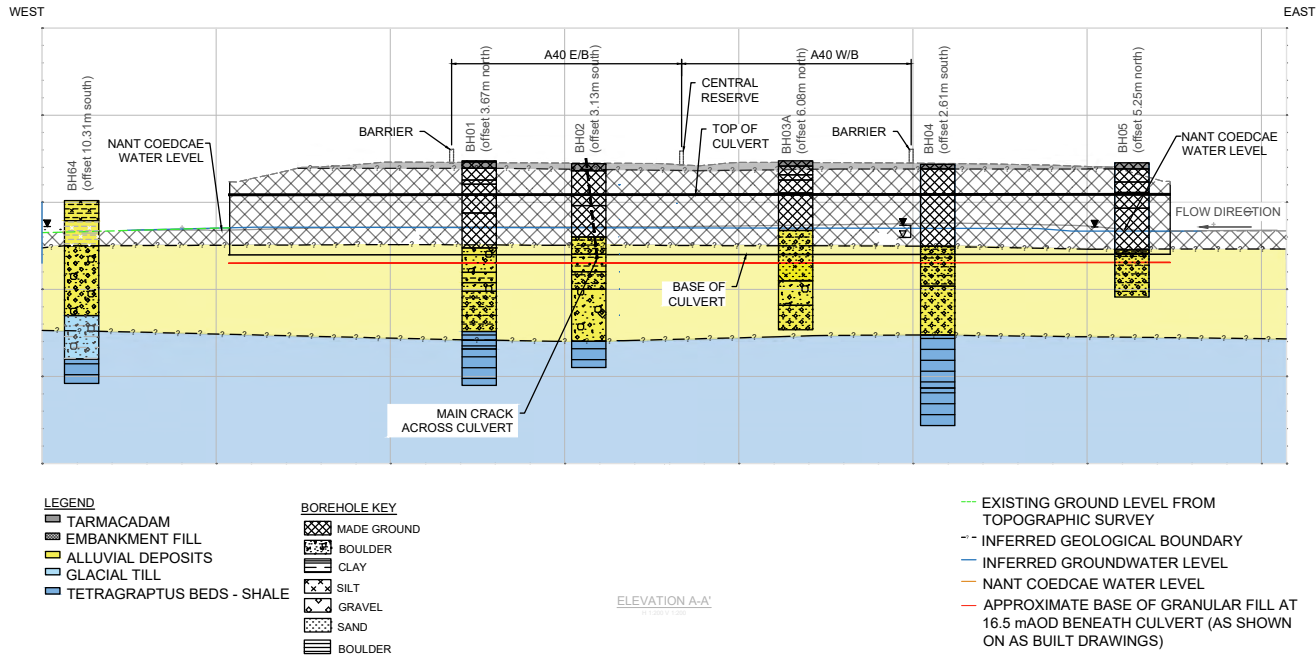 WEST
EAST
A40 E/B
A40 W/B
BH64
(offset 10.31m south)
NANT COEDCAE
WATER LEVEL
BARRIER
BH01
(offset 3.67m north)
BH02
(offset 3.13m south)
CENTRAL
RESERVE
TOP OF
CULVERT
BH03A
(offset 6.08m north)
BARRIER
BH04
(offset 2.61m south)
BH05
(offset 5.25m north)
NANT COEDCAE
WATER LEVEL
FLOW DIRECTION
BASE OF
CULVERT
MAIN CRACK
ACROSS CULVERT
LEGEND
TARMACADAM
EMBANKMENT FILL
ALLUVIAL DEPOSITS
GLACIAL TILL
TETRAGRAPTUS BEDS - SHALE
BOREHOLE KEY
MADE GROUND
BOULDER
CLAY
SILT
GRAVEL
SAND
BOULDER
ELEVATION A-A'
EXISTING GROUND LEVEL FROM
TOPOGRAPHIC SURVEY
INFERRED GEOLOGICAL BOUNDARY
INFERRED GROUNDWATER LEVEL
NANT COEDCAE WATER LEVEL
APPROXIMATE BASE OF GRANULAR FILL AT
16.5 mAOD BENEATH CULVERT (AS SHOWN
ON AS BUILT DRAWINGS)